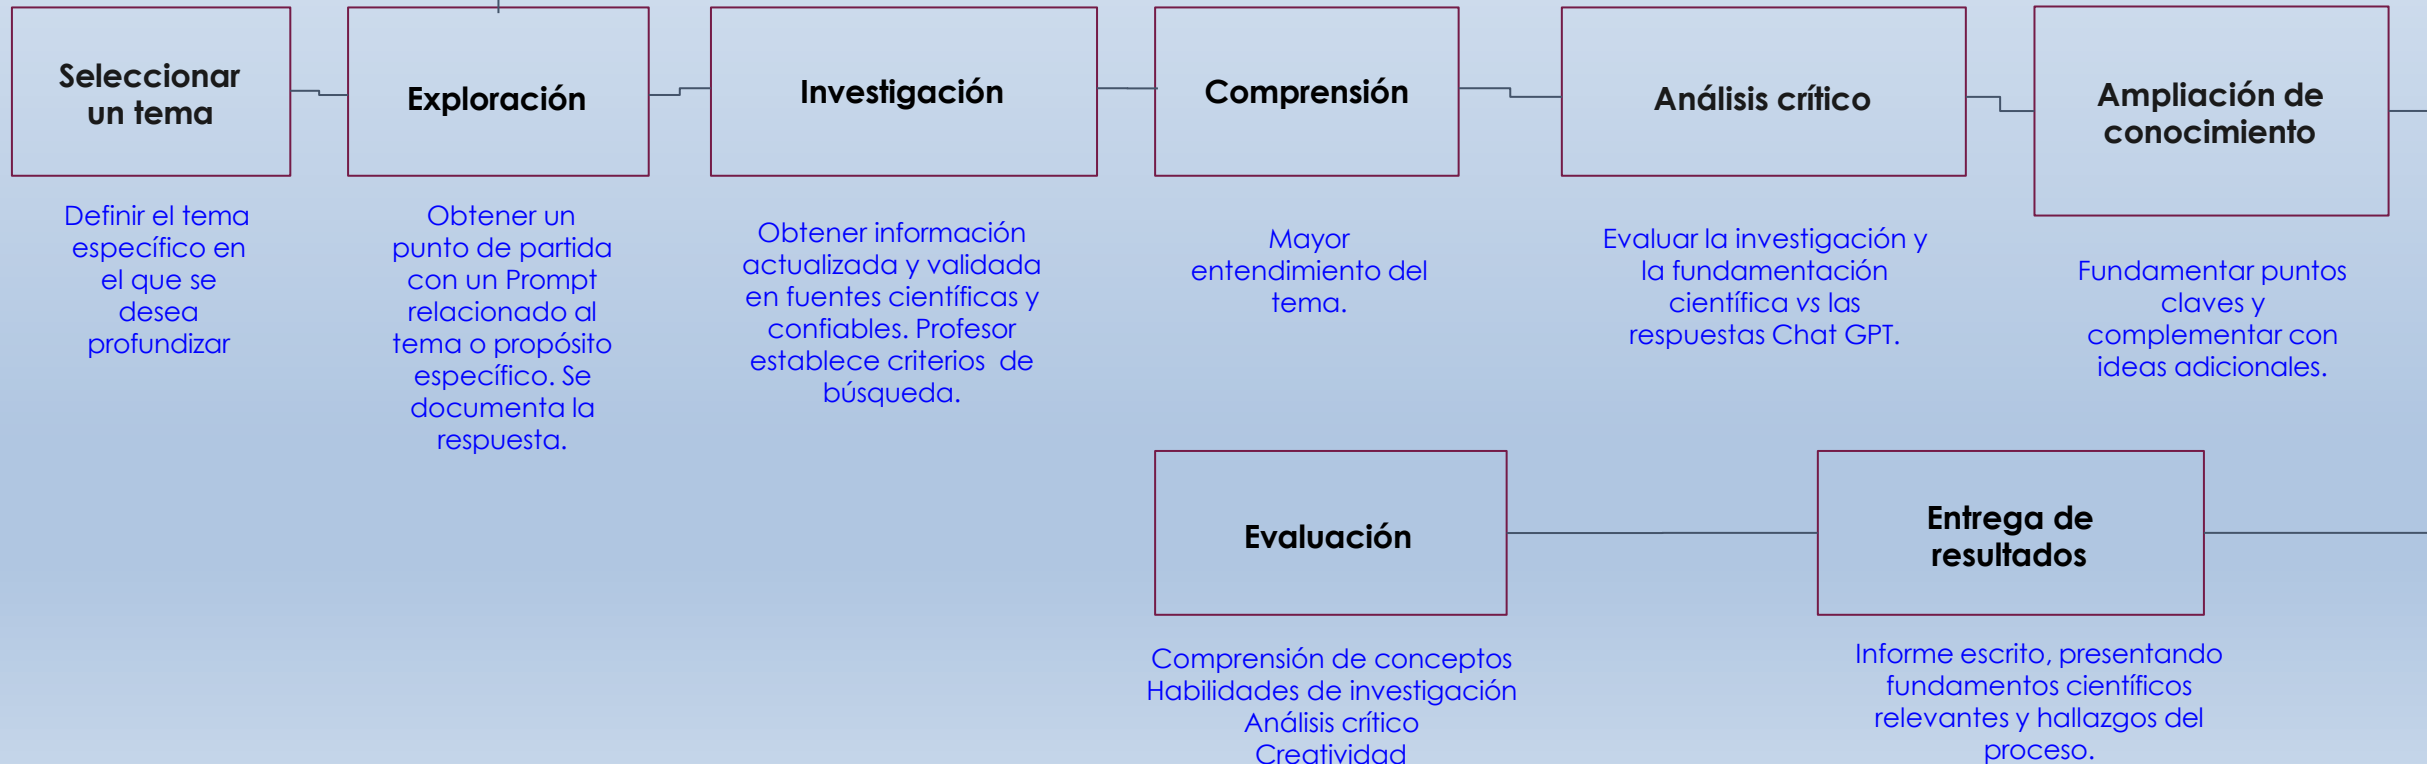 Seleccionar
un tema
Definir el tema
específico en
el que se
desea
profundizar
Exploración
Obtener un
punto de partida
con un Prompt
relacionado al
tema o propósito
específico. Se
documenta la
respuesta.
Investigación
Obtener información
actualizada y validada
en fuentes científicas y
confiables. Profesor
establece criterios  de
búsqueda.
Comprensión
Mayor
entendimiento del
tema.
Análisis crítico
Evaluar la investigación y
la fundamentación
científica vs las
respuestas Chat GPT.
Ampliación de
conocimiento
Fundamentar puntos
claves y
complementar con
ideas adicionales.
Evaluación
Comprensión de conceptos
Habilidades de investigación
Análisis crítico
Creatividad
Entrega de
resultados
Informe escrito, presentando
fundamentos científicos
relevantes y hallazgos del
proceso.